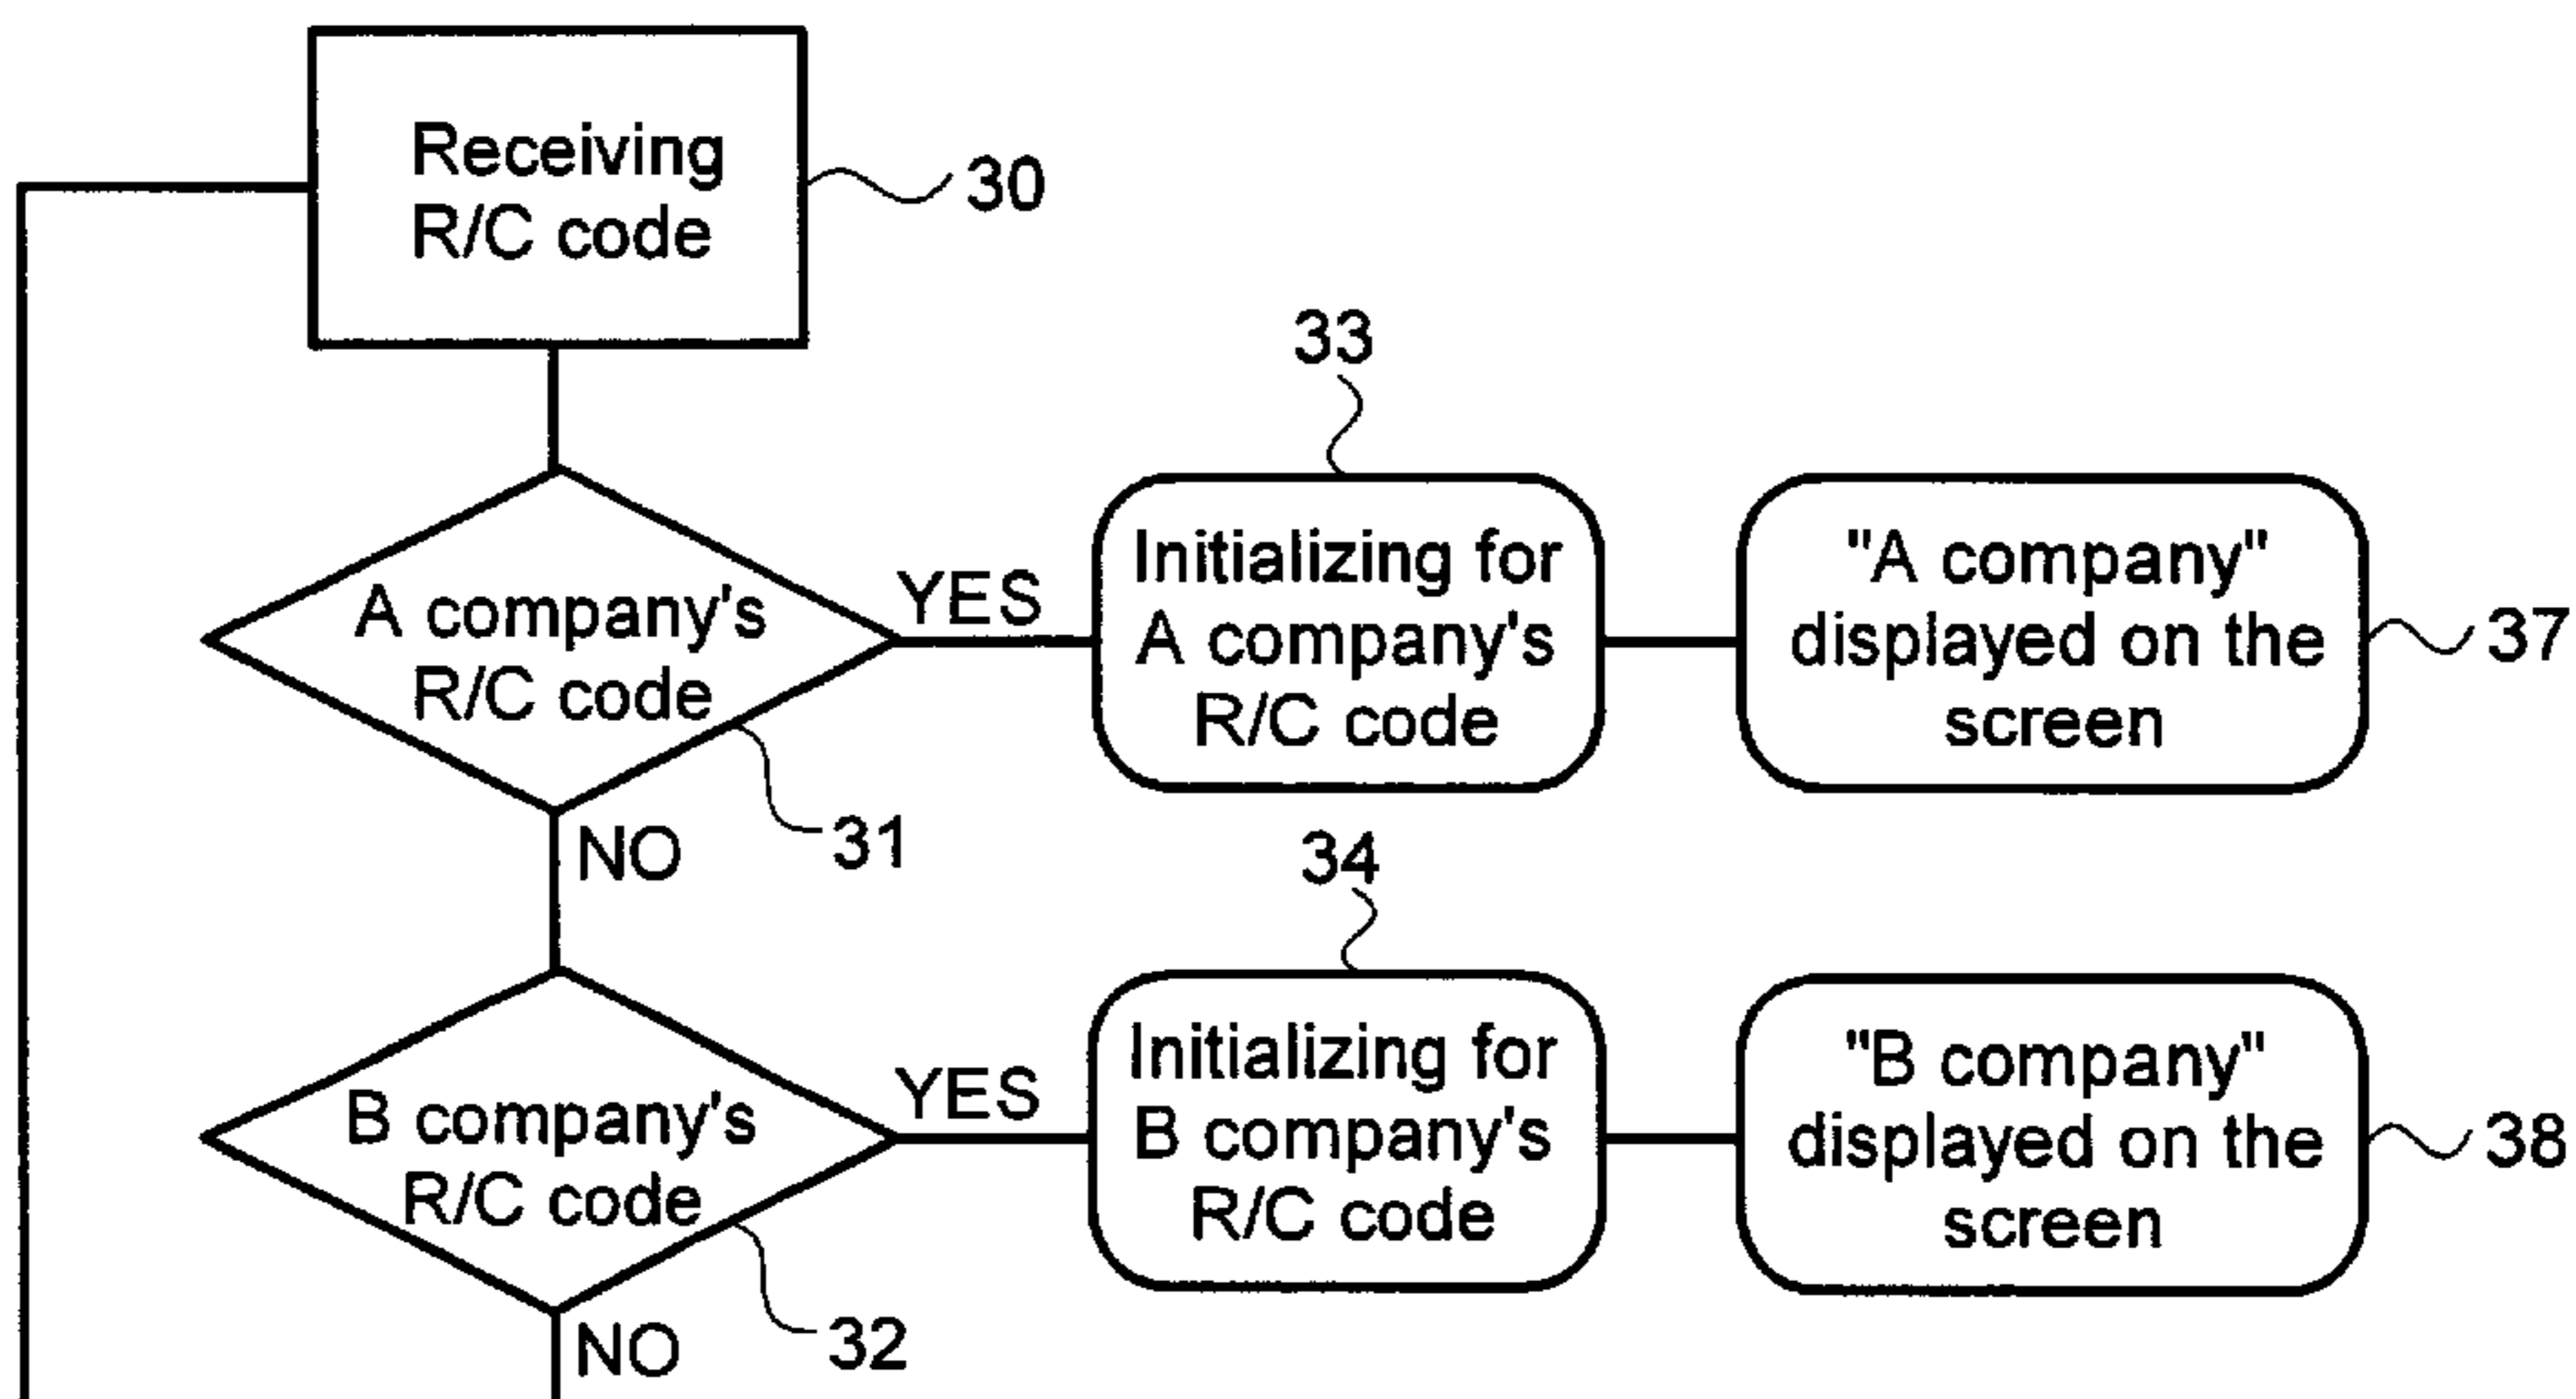 Receiving
R/C code
30
33
A company's
R/C code
YES
Initializing for
A company's
R/C code
"A company"
displayed on the
screen
37
31
NO
34
B company's
R/C code
YES
Initializing for
B company's
R/C code
"B company"
displayed on the
screen
38
32
NO